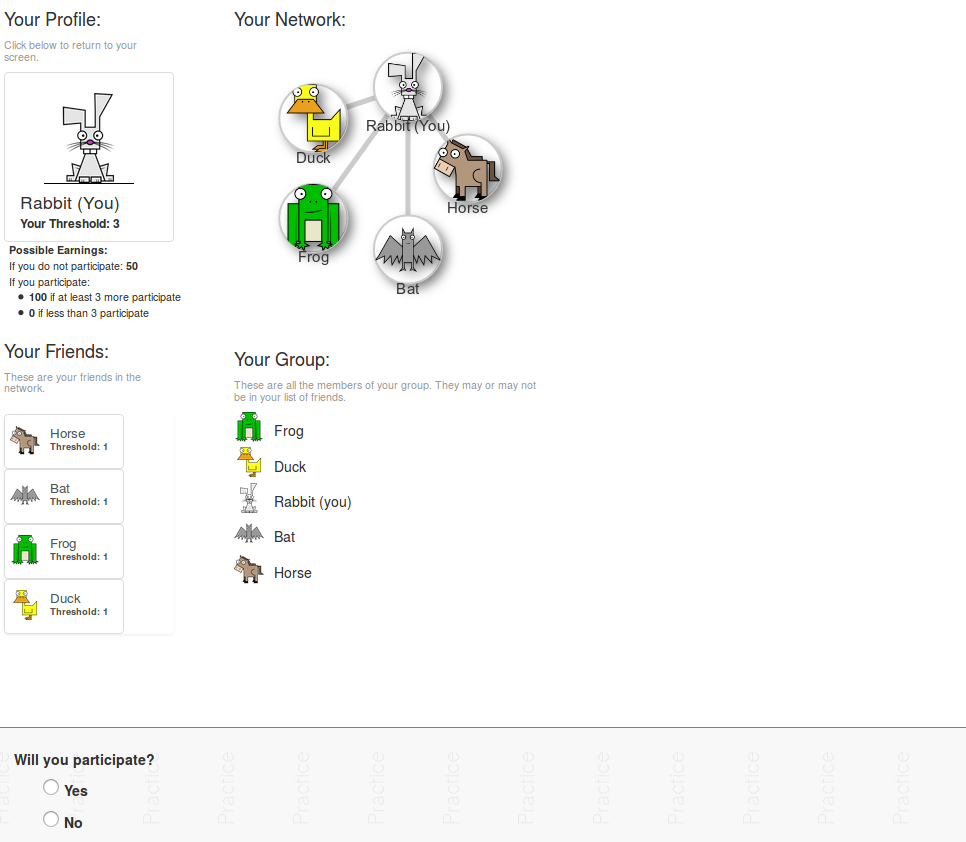 Your Profile:
Click below to return to your
screen.
Rabbit (You)
Your Threshold: 3
Possible Earnings:
If you do not participate: 50
If you participate:
100 if at least 3 more participate
0 if less than 3 participate
Your Network:
Rabbit (You)
Duck
Horse
Frog
Bat
Your Friends:
These are your friends in the
network.
Horse
Threshold: 1
Bat
Threshold: 1
Frog
Threshold: 1
Duck
Threshold: 1
Your Group:
These are all the members of your group. They may or may not
be in your list of friends.
Frog
Duck
Rabbit (you)
Bat
Horse
Will you participate?
Yes
No
Practice
Practice
Practice
Practice
Practice
Practice
Practice
Practice
Practice
Practice
Practice
Practice
Practice